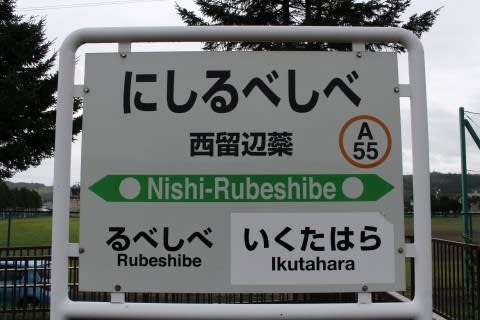 にしるべしべ
西留辺蘂
A
55
Nishi-Rubeshibe
るべしべ
Rubeshibe
いくたはら
Ikutahara